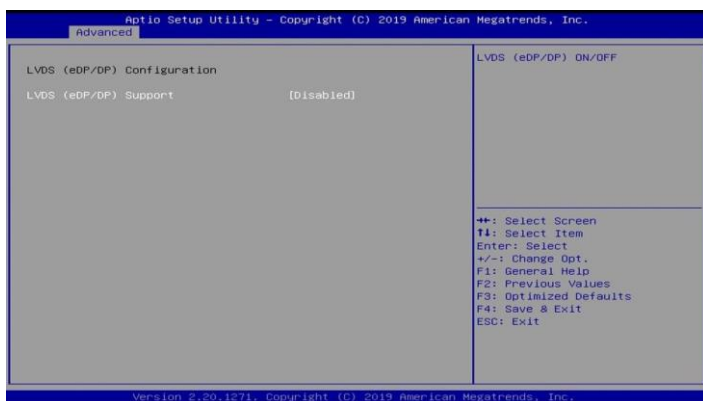 Aptio Setup Utility – Copyright (C) 2019 American Megatrends, Inc.
Advanced
LVDS (eDP/DP) Configuration
LVDS (eDP/DP) Support [Disabled]
LVDS (eDP/DP) ON/OFF
→←: Select Screen
↑↓: Select Item
Enter: Select
+/-: Change Opt.
F1: General Help
F2: Previous Values
F3: Optimized Defaults
F4: Save & Exit
ESC: Exit
Version 2.20.1271. Copyright (C) 2019 American Megatrends, Inc.